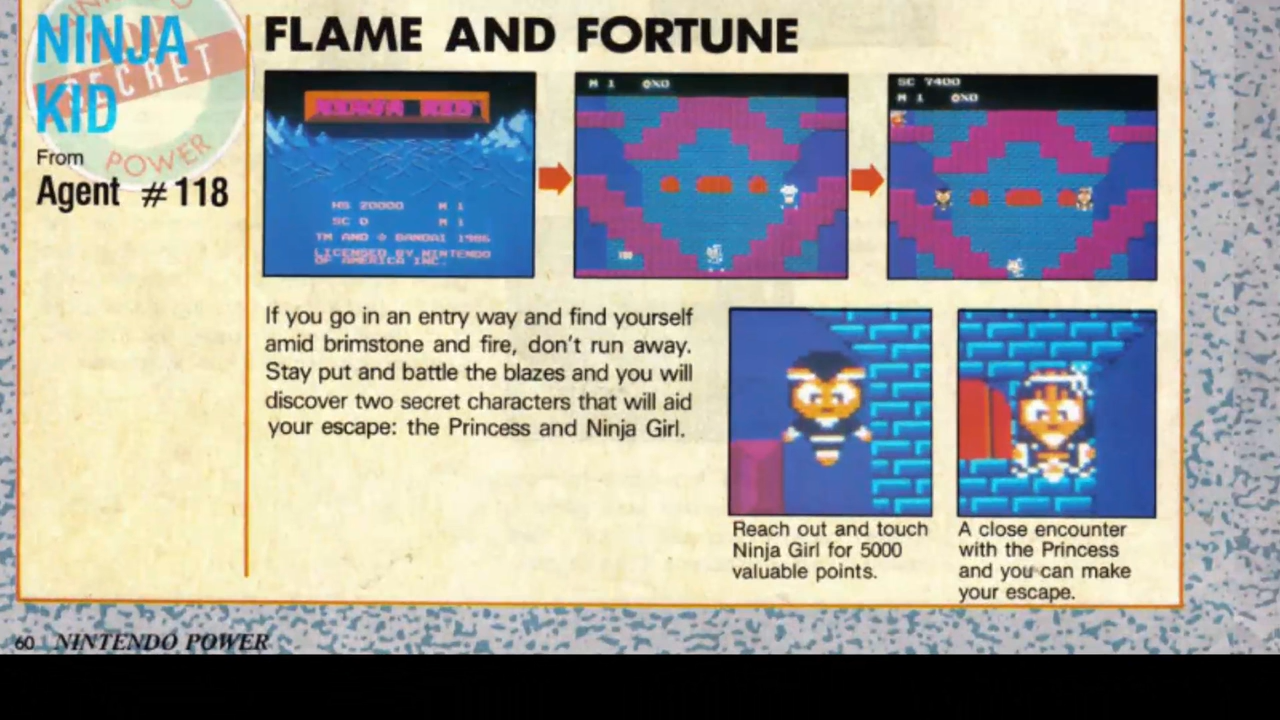 NINJA
KID
SECRET
POWER
From
Agent #118
FLAME AND FORTUNE
NINJA KID
HS 20000 M 1
SC 0 M 1
TM AND © BANDAI 1986
LICENSED BY NINTENDO
OF AMERICA INC.
M 1 0X0
100
SC 7400
M 1 0X0
If you go in an entry way and find yourself
amid brimstone and fire, don't run away.
Stay put and battle the blazes and you will
discover two secret characters that will aid
your escape: the Princess and Ninja Girl.
Reach out and touch
Ninja Girl for 5000
valuable points.
A close encounter
with the Princess
and you can make
your escape.
60 NINTENDO POWER